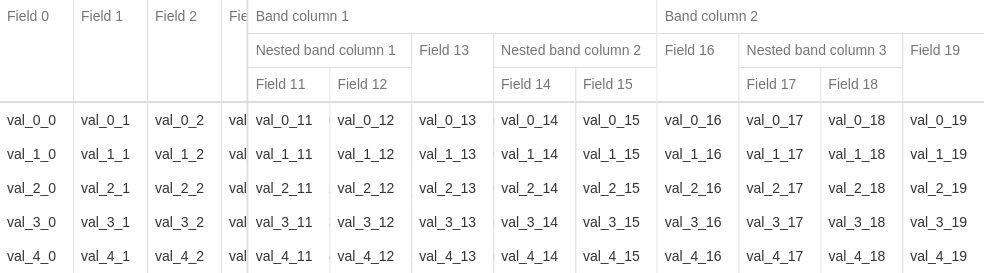 Field 0 Field 1 Field 2 Fie Band column 1 Band column 2
Nested band column 1 Field 13 Nested band column 2 Field 16 Nested band column 3 Field 19
Field 11 Field 12 Field 14 Field 15 Field 17 Field 18
val_0_0 val_0_1 val_0_2 val val_0_11 val_0_12 val_0_13 val_0_14 val_0_15 val_0_16 val_0_17 val_0_18 val_0_19
val_1_0 val_1_1 val_1_2 val val_1_11 val_1_12 val_1_13 val_1_14 val_1_15 val_1_16 val_1_17 val_1_18 val_1_19
val_2_0 val_2_1 val_2_2 val val_2_11 val_2_12 val_2_13 val_2_14 val_2_15 val_2_16 val_2_17 val_2_18 val_2_19
val_3_0 val_3_1 val_3_2 val val_3_11 val_3_12 val_3_13 val_3_14 val_3_15 val_3_16 val_3_17 val_3_18 val_3_19
val_4_0 val_4_1 val_4_2 val val_4_11 val_4_12 val_4_13 val_4_14 val_4_15 val_4_16 val_4_17 val_4_18 val_4_19